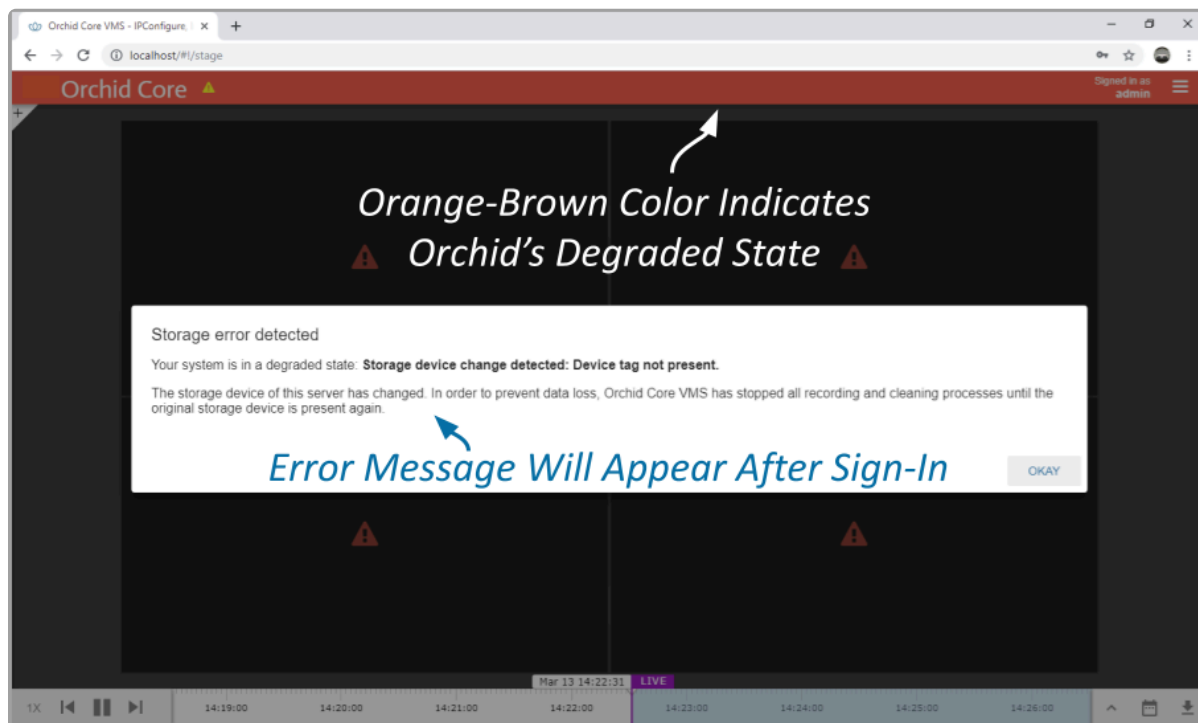 Orchid Core VMS - IPConfigure,
localhost/#!/stage
Orchid Core
Signed in as
admin
Orange-Brown Color Indicates
Orchid's Degraded State
Storage error detected
Your system is in a degraded state: Storage device change detected: Device tag not present.
The storage device of this server has changed. In order to prevent data loss, Orchid Core VMS has stopped all recording and cleaning processes until the
original storage device is present again.
Error Message Will Appear After Sign-In
OKAY
Mar 13 14:22:31 LIVE
1X 14:19:00 14:20:00 14:21:00 14:22:00 14:23:00 14:24:00 14:25:00 14:26:00